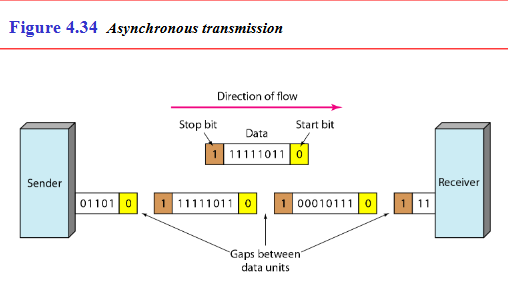 Figure 4.34 Asynchronous transmission
Direction of flow
Stop bit
Start bit
Data
1 11111011 0
Sender
Receiver
01101 0
1 11111011 0
1 00010111 0
1 11
Gaps between
data units